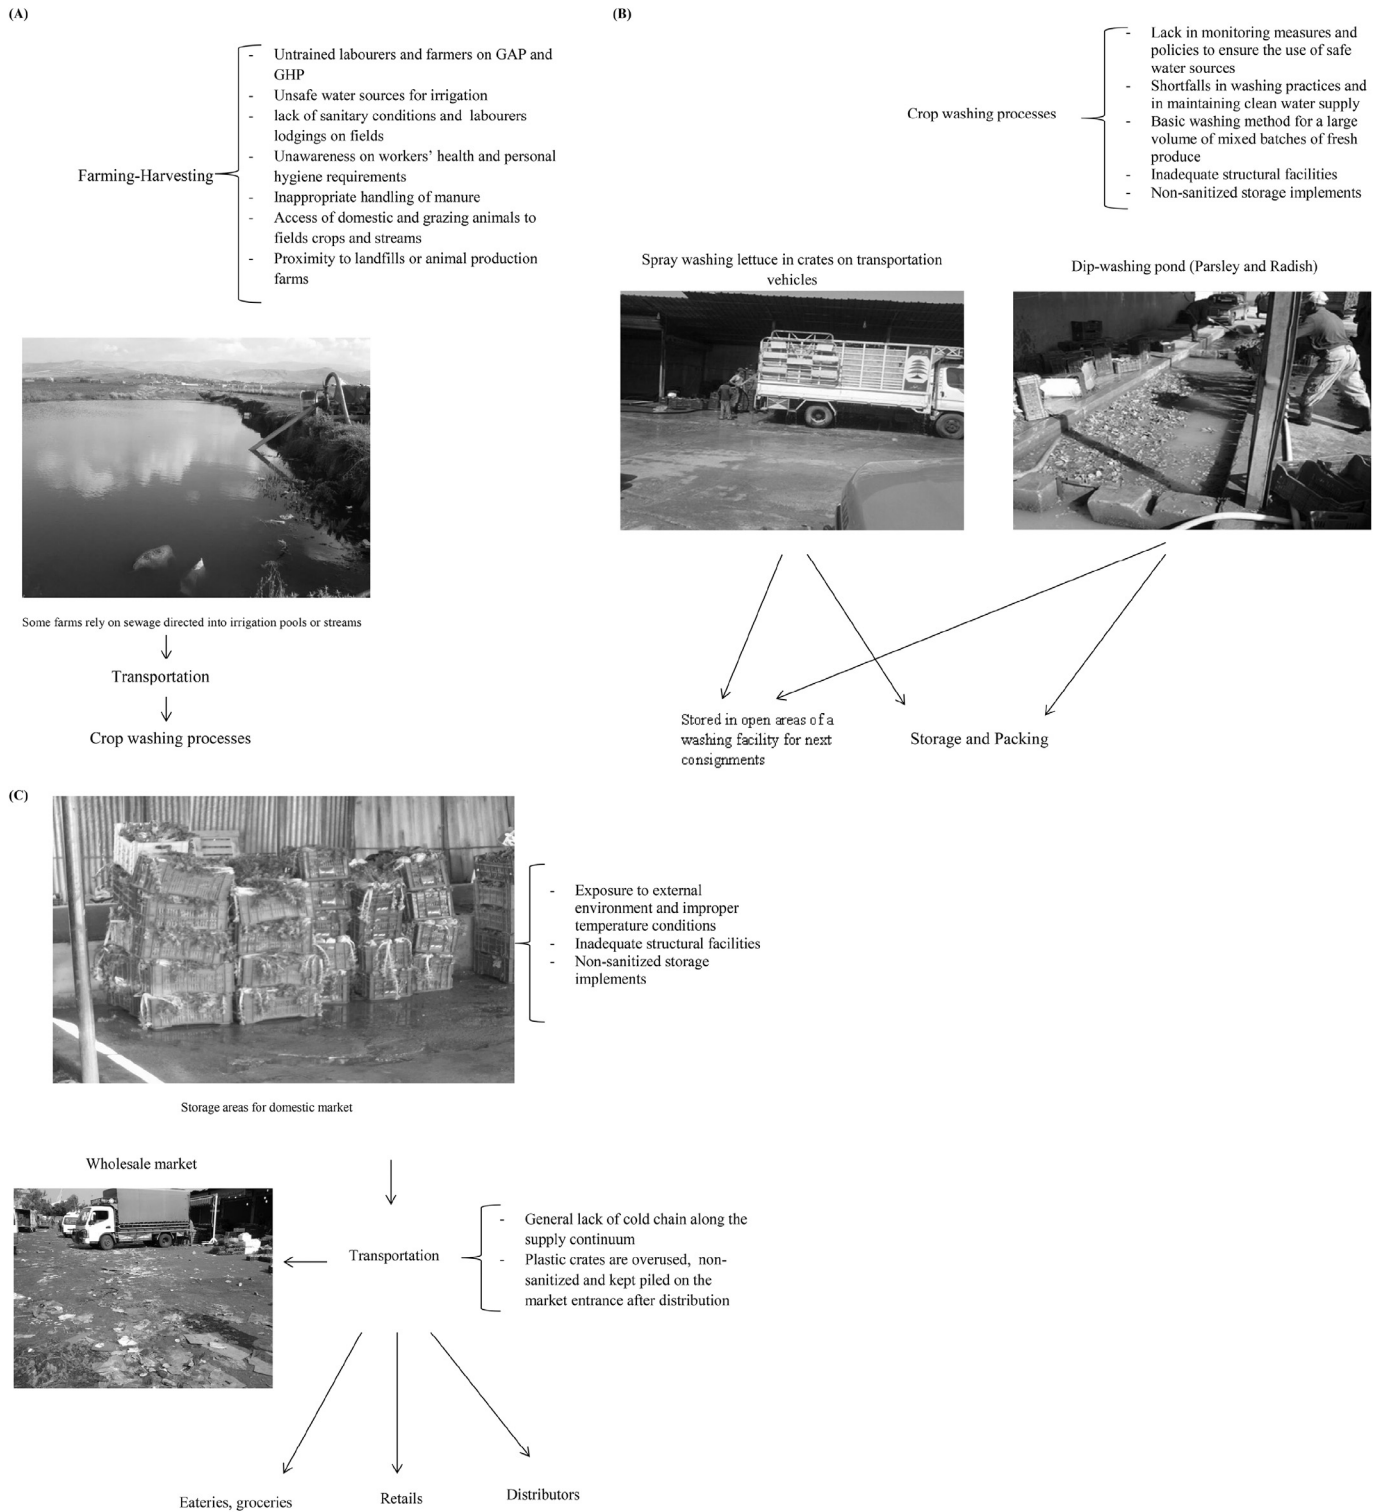 (A)
- Untrained labourers and farmers on GAP and
GHP
- Unsafe water sources for irrigation
- lack of sanitary conditions and labourers
lodgings on fields
- Unawareness on workers' health and personal
hygiene requirements
- Inappropriate handling of manure
- Access of domestic and grazing animals to
fields crops and streams
- Proximity to landfills or animal production
farms
Farming-Harvesting
Some farms rely on sewage directed into irrigation pools or streams
Transportation
Crop washing processes
(B)
- Lack in monitoring measures and
policies to ensure the use of safe
water sources
- Shortfalls in washing practices and
in maintaining clean water supply
- Basic washing method for a large
volume of mixed batches of fresh
produce
- Inadequate structural facilities
- Non-sanitized storage implements
Crop washing processes
Spray washing lettuce in crates on transportation
vehicles
Dip-washing pond (Parsley and Radish)
Stored in open areas of a
washing facility for next
consignments
Storage and Packing
(C)
- Exposure to external
environment and improper
temperature conditions
- Inadequate structural facilities
- Non-sanitized storage
implements
Storage areas for domestic market
Wholesale market
Transportation
- General lack of cold chain along the
supply continuum
- Plastic crates are overused, non-
sanitized and kept piled on the
market entrance after distribution
Eateries, groceries
Retails
Distributors